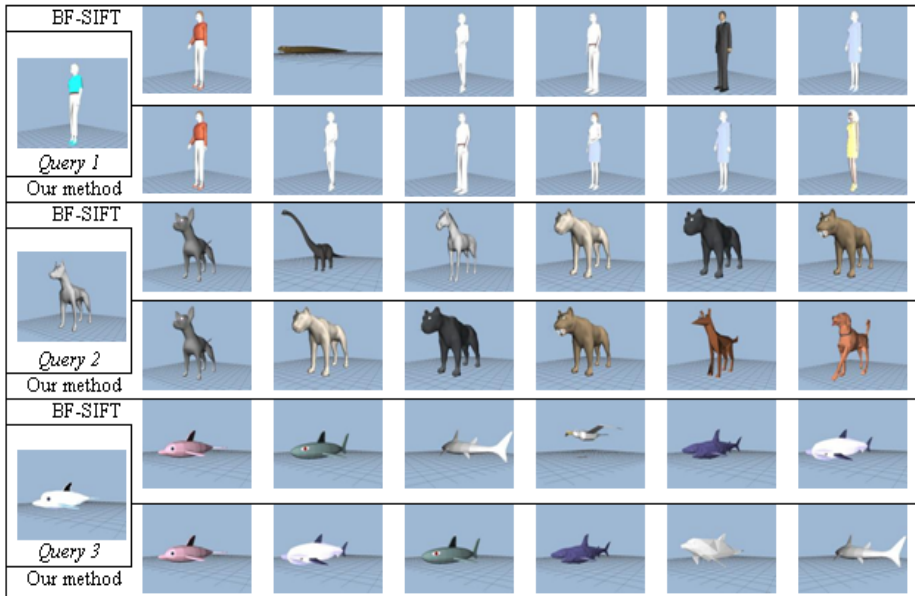 BF-SIFT
Query 1
Our method
BF-SIFT
Query 2
Our method
BF-SIFT
Query 3
Our method